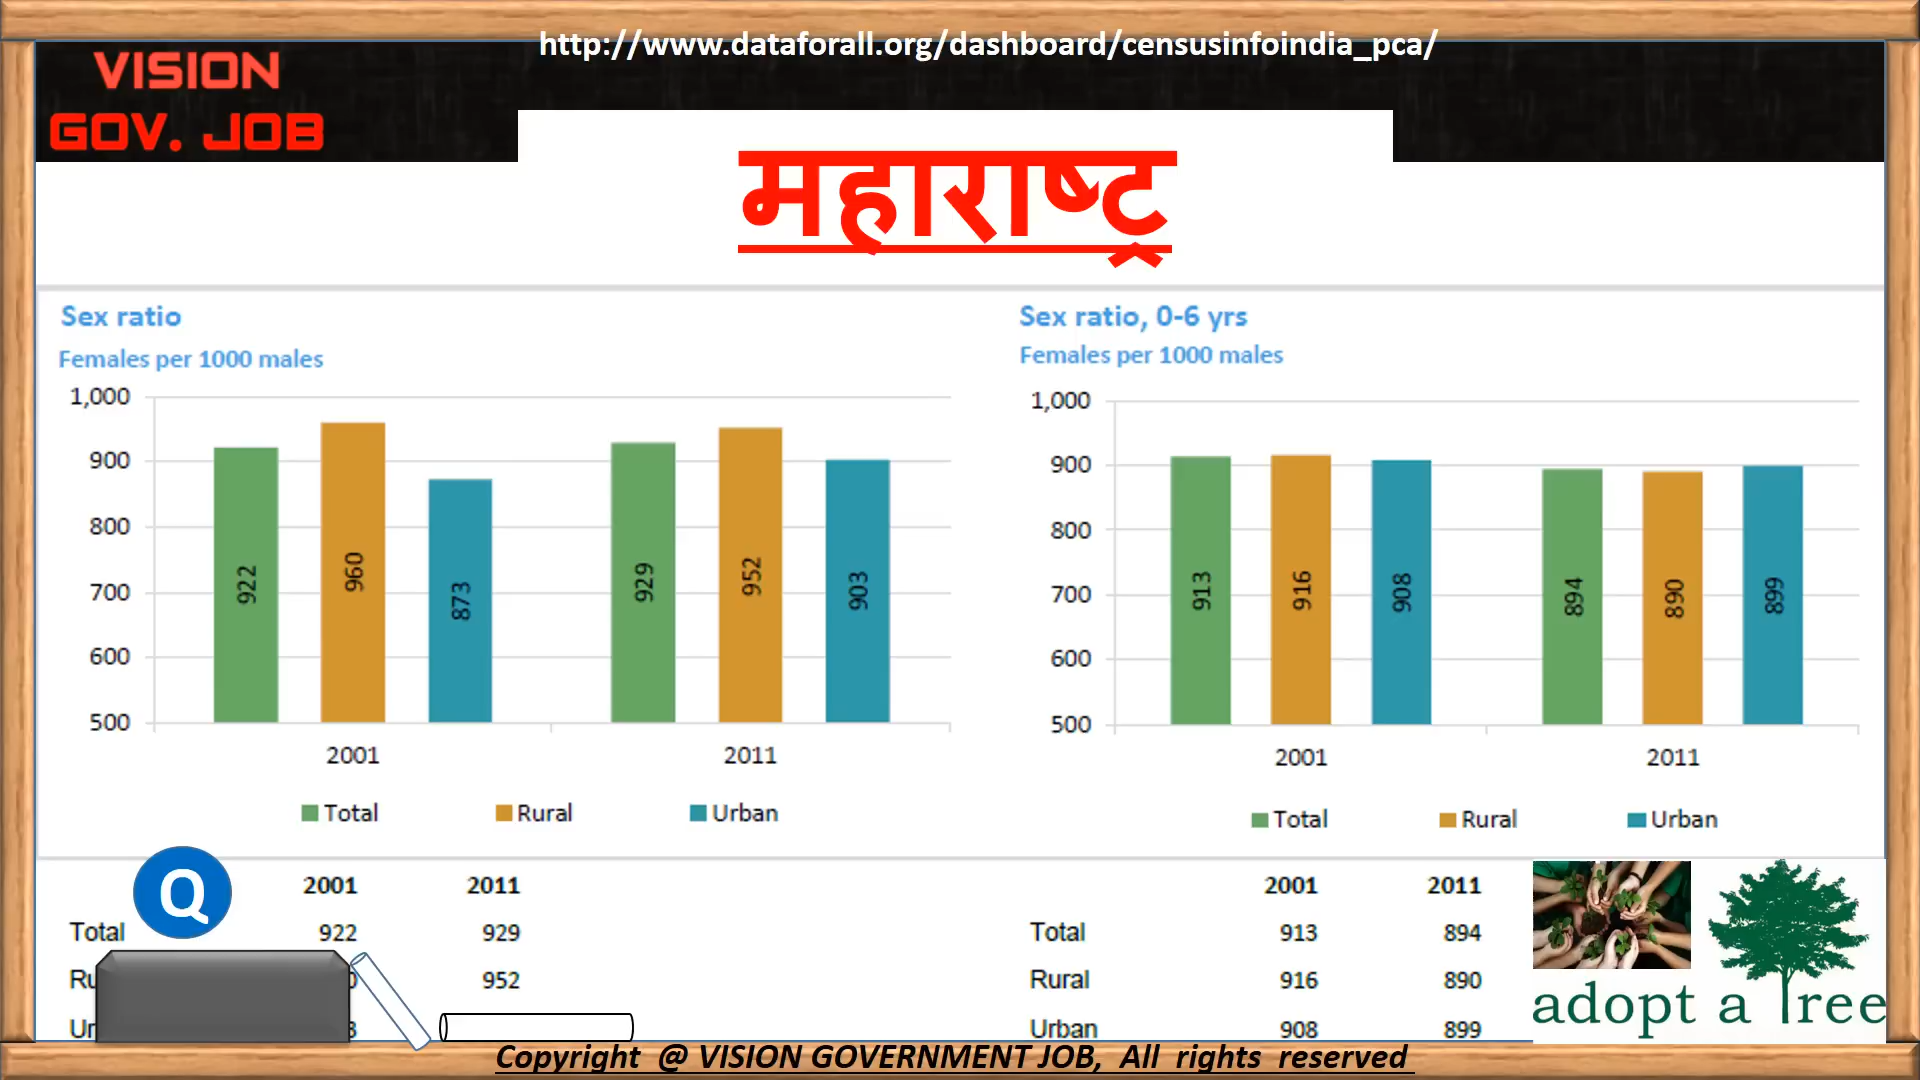 http://www.dataforall.org/dashboard/censusinfoindia_pca/
VISION
GOV. JOB
महाराष्ट्र
Sex ratio
Females per 1000 males
1,000
900
800
700
600
500
922
960
873
929
952
903
2001
2011
Total Rural Urban
Sex ratio, 0-6 yrs
Females per 1000 males
1,000
900
800
700
600
500
913
916
908
894
890
899
2001
2011
Total Rural Urban
Q
2001 2011
Total 922 929
952
2001 2011
Total 913 894
Rural 916 890
Urban 908 899
adopt a Tree
Copyright @ VISION GOVERNMENT JOB, All rights reserved